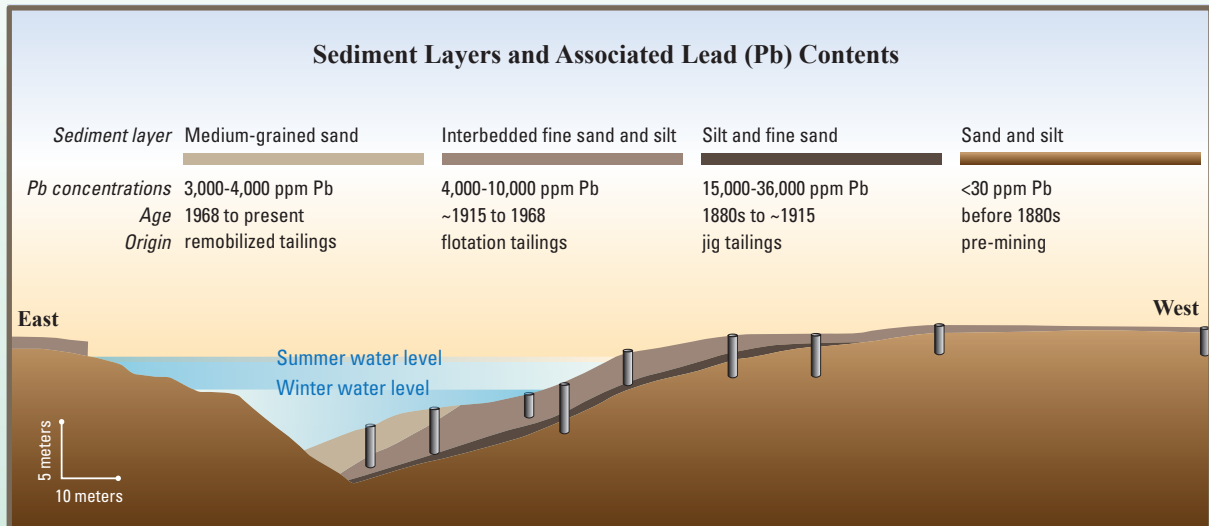 Sediment Layers and Associated Lead (Pb) Contents
Sediment layer Medium-grained sand Interbedded fine sand and silt Silt and fine sand Sand and silt
Pb concentrations 3,000-4,000 ppm Pb 4,000-10,000 ppm Pb 15,000-36,000 ppm Pb <30 ppm Pb
Age 1968 to present ~1915 to 1968 1880s to ~1915 before 1880s
Origin remobilized tailings flotation tailings jig tailings pre-mining
East
West
Summer water level
Winter water level
5 meters
10 meters